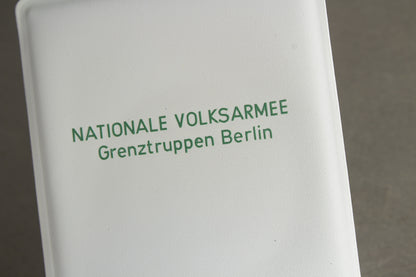 NATIONALE VOLKSARMEE
Grenztruppen Berlin